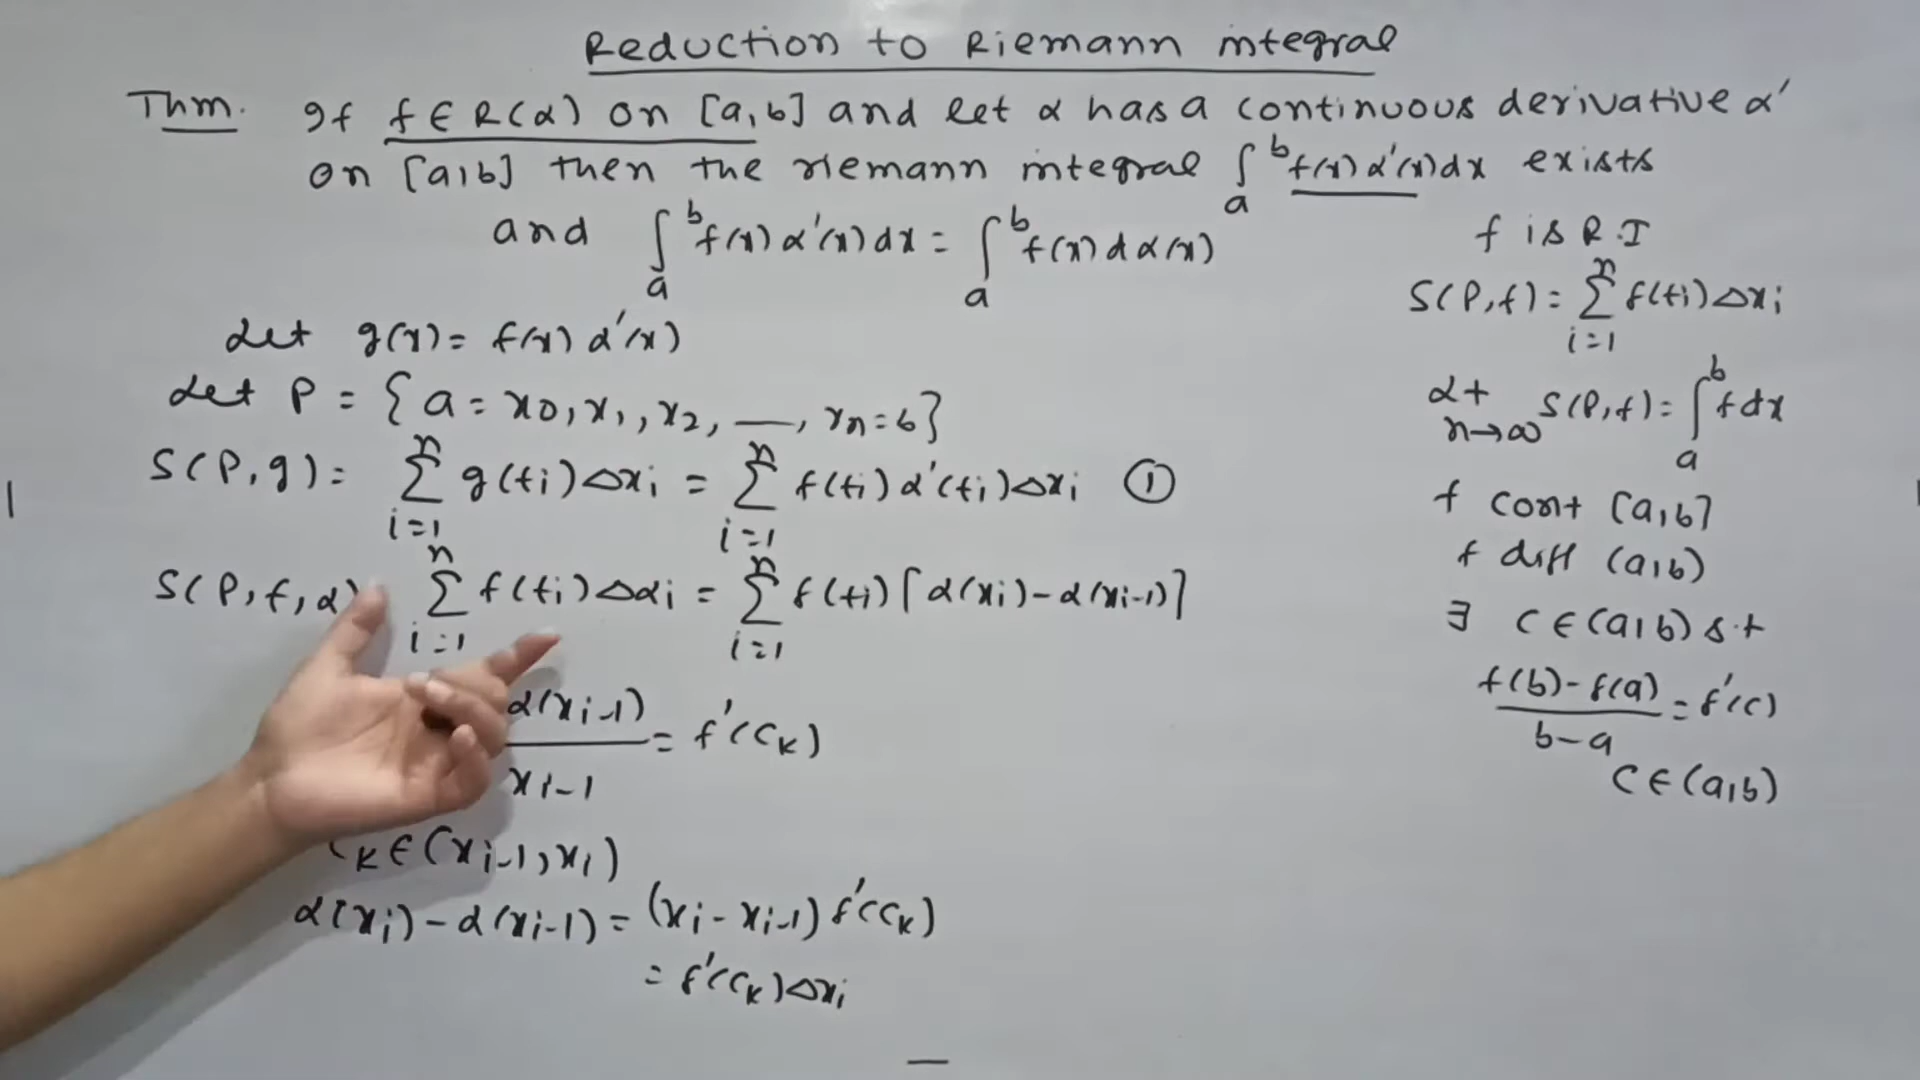 Reduction to Riemann integral
Thm. If f∈R(α) on [a,b] and let α has a continuous derivative α'
on [a,b] then the riemann integral ∫_a^b f(x)α'(x)dx exists
and ∫_a^b f(x)α'(x)dx = ∫_a^b f(x)dα(x)
Let g(x)= f(x)α'(x)
Let P = {a= x0, x1, x2, —, xn=b}
S(P,g)= Σ_{i=1}^n g(ti)Δxi = Σ_{i=1}^n f(ti)α'(ti)Δxi ①
S(P,f,α) Σ_{i=1}^n f(ti)Δαi = Σ_{i=1}^n f(ti)[α(xi)-α(xi-1)]
α(xi-1) / xi-1 = f'(ck)
ck∈(xi-1,xi)
α(xi)-α(xi-1)= (xi-xi-1)f'(ck)
= f'(ck)Δxi
f is R.I
S(P,f)= Σ_{i=1}^n f(ti)Δxi
Lt n→∞ S(P,f)= ∫_a^b f dx
f cont [a,b]
f diff (a,b)
∃ c∈(a,b) s.t
f(b)-f(a) / b-a = f'(c)
c∈(a,b)